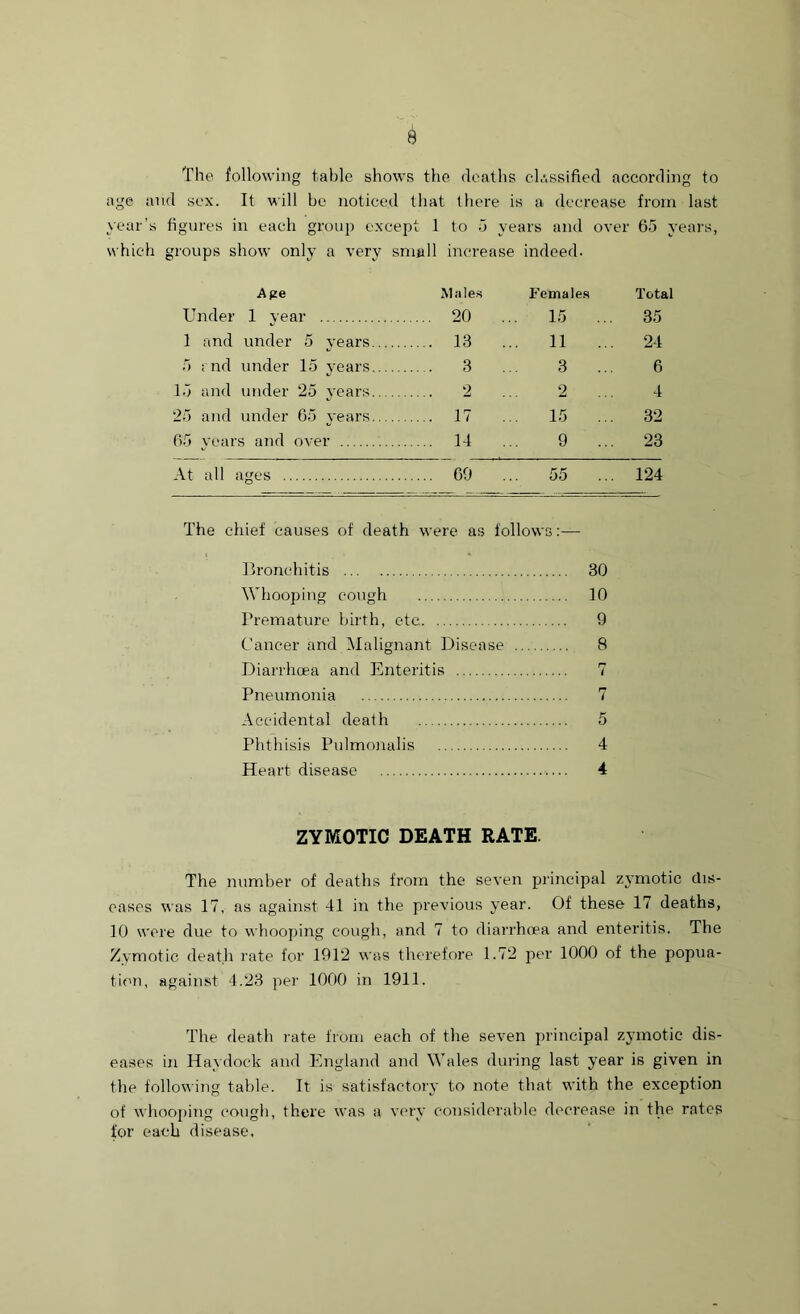 8
The following table shows the deaths classified according to
age and sex. It will be noticed that there is a decrease from last
year's figures in each group except 1 to 5 years and over 65 years,
which groups show only a very small increase indeed.
Age Males Females Total
Under 1 year .................... 20 ... 15 ... 35
1 and under 5 years.......... 13 ... 11 ... 24
5 and under 15 years.......... 3 ... 3 ... 6
15 and under 25 years.......... 2 ... 2 ... 4
25 and under 65 years.......... 17 ... 15 ... 32
65 years and over .................. 14 ... 9 ... 23
At all ages ........................ 69 ... 55 ... 124
The chief causes of death were as follows:—
Bronchitis ... .................................... 30
Whooping cough ........................ 10
Premature birth, etc. ........................ 9
Cancer and Malignant Disease ......... 8
Diarrhœa and Enteritis .................. 7
Pneumonia .................................... 7
Accidental death ........................ 5
Phthisis Pulmonalis ..................... 4
Heart disease .............................. 4
ZYMOTIC DEATH RATE.
The number of deaths from the seven principal zymotic dis-
eases was 17, as against 41 in the previous year. Of these 17 deaths,
10 were due to whooping cough, and 7 to diarrhœa and enteritis. The
Zymotic death rate for 1912 was therefore 1.72 per 1000 of the popua-
tion, against 4.23 per 1000 in 1911.
The death rate from each of the seven principal zymotic dis-
eases in Haydock and England and Wales during last year is given in
the following table. It is satisfactory to note that with the exception
of whooping cough, there was a very considerable decrease in the rates
for each disease.